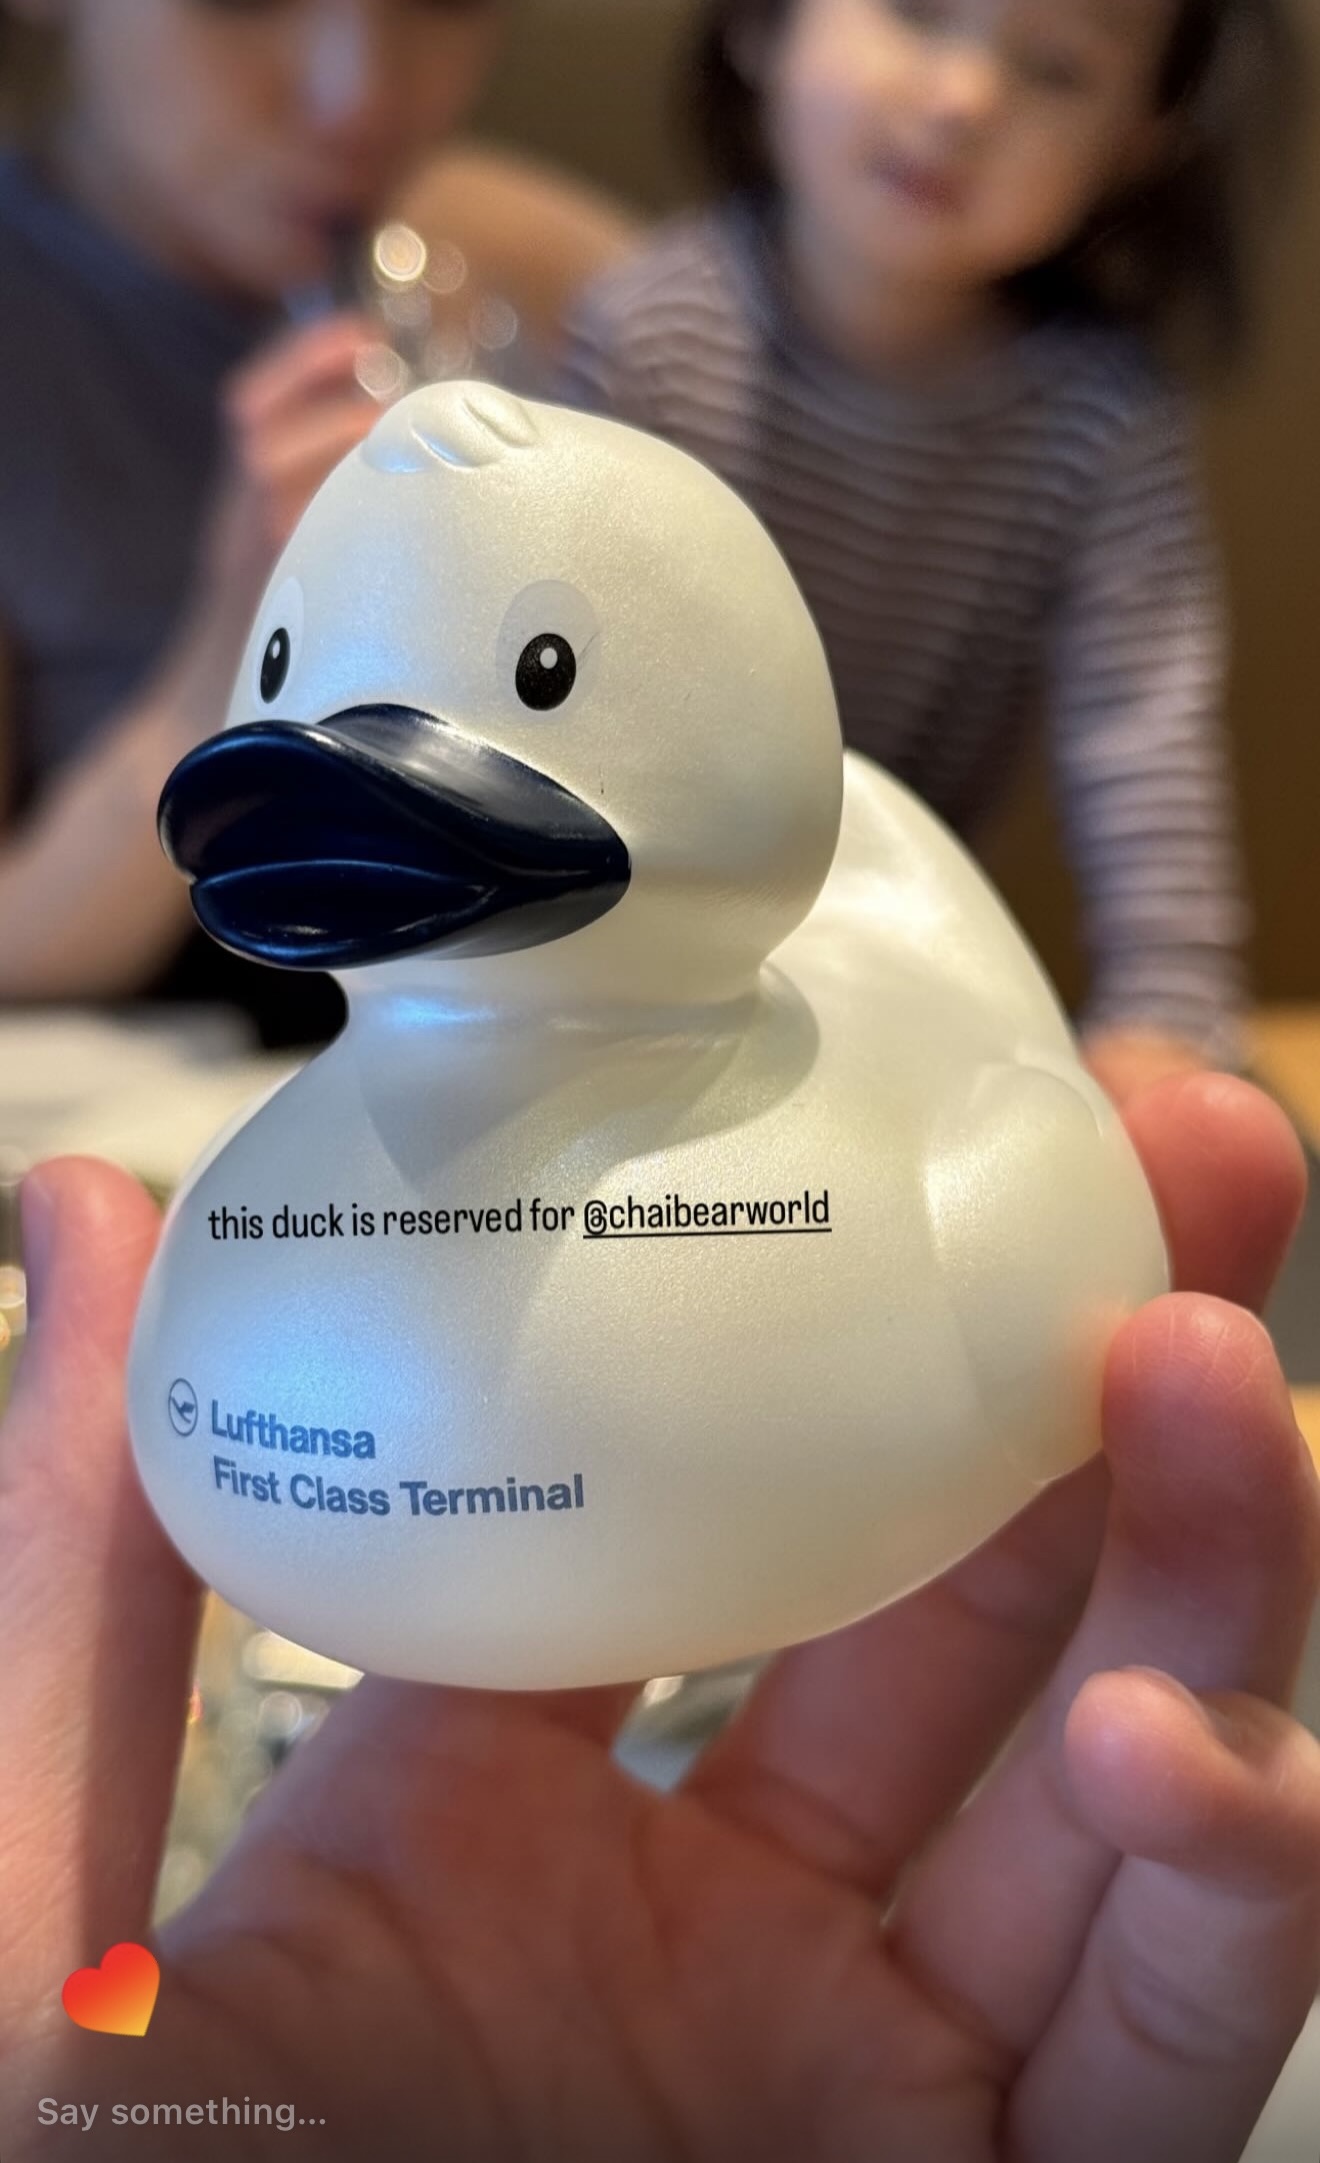 this duck is reserved for @chaibearworld
Lufthansa
First Class Terminal
Say something...